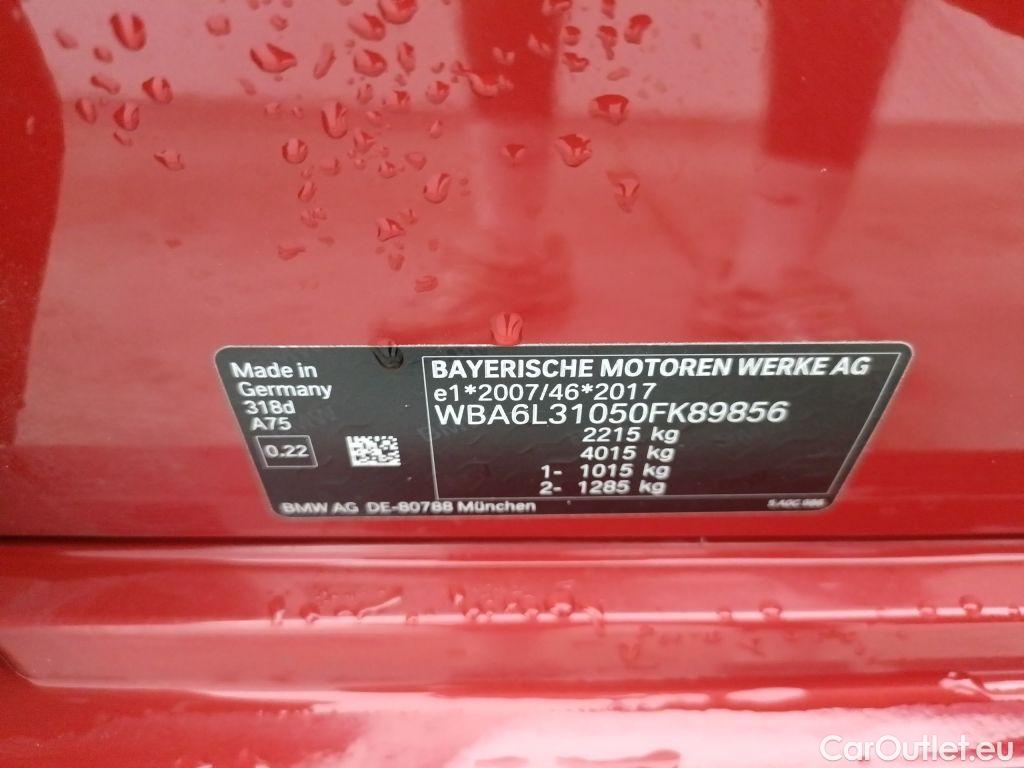 Made in
Germany
318d
A75
0.22
BAYERISCHE MOTOREN WERKE AG
e1*2007/46*2017
WBA6L31050FK89856
2215 kg
4015 kg
1- 1015 kg
2- 1285 kg
BMW AG DE-80788 München
CarOutlet.eu